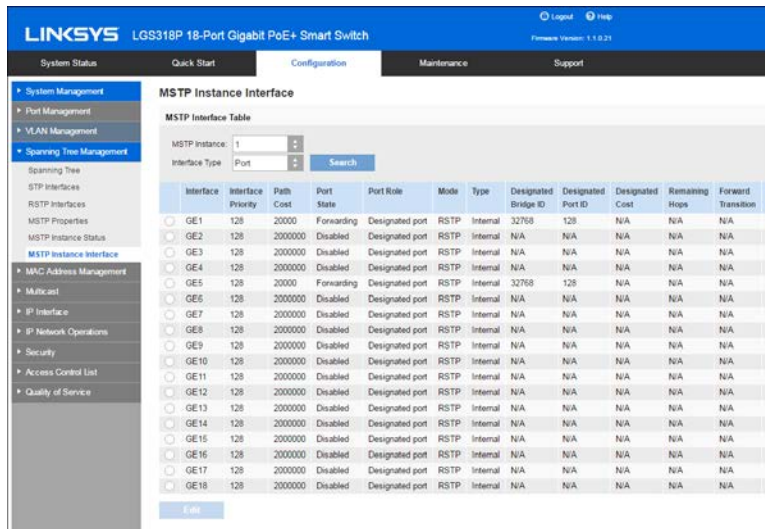 Logout Help
LINKSYS LGS318P 18-Port Gigabit PoE+ Smart Switch
Firmware Version: 1.1.0.21
System Status Quick Start Configuration Maintenance Support
System Management
Port Management
VLAN Management
Spanning Tree Management
Spanning Tree
STP Interfaces
RSTP Interfaces
MSTP Properties
MSTP Instance Status
MSTP Instance Interface
MAC Address Management
Multicast
IP Interface
IP Network Operations
Security
Access Control List
Quality of Service
MSTP Instance Interface
MSTP Interface Table
MSTP Instance: 1
Interface Type Port Search
Interface Interface Path Port Port Role Mode Type Designated Designated Designated Remaining Forward
Priority Cost State Bridge ID Port ID Cost Hops Transition
GE1 128 20000 Forwarding Designated port RSTP Internal 32768 128 N/A N/A N/A
GE2 128 2000000 Disabled Designated port RSTP Internal N/A N/A N/A N/A N/A
GE3 128 2000000 Disabled Designated port RSTP Internal N/A N/A N/A N/A N/A
GE4 128 2000000 Disabled Designated port RSTP Internal N/A N/A N/A N/A N/A
GE5 128 20000 Forwarding Designated port RSTP Internal 32768 128 N/A N/A N/A
GE6 128 2000000 Disabled Designated port RSTP Internal N/A N/A N/A N/A N/A
GE7 128 2000000 Disabled Designated port RSTP Internal N/A N/A N/A N/A N/A
GE8 128 2000000 Disabled Designated port RSTP Internal N/A N/A N/A N/A N/A
GE9 128 2000000 Disabled Designated port RSTP Internal N/A N/A N/A N/A N/A
GE10 128 2000000 Disabled Designated port RSTP Internal N/A N/A N/A N/A N/A
GE11 128 2000000 Disabled Designated port RSTP Internal N/A N/A N/A N/A N/A
GE12 128 2000000 Disabled Designated port RSTP Internal N/A N/A N/A N/A N/A
GE13 128 2000000 Disabled Designated port RSTP Internal N/A N/A N/A N/A N/A
GE14 128 2000000 Disabled Designated port RSTP Internal N/A N/A N/A N/A N/A
GE15 128 2000000 Disabled Designated port RSTP Internal N/A N/A N/A N/A N/A
GE16 128 2000000 Disabled Designated port RSTP Internal N/A N/A N/A N/A N/A
GE17 128 2000000 Disabled Designated port RSTP Internal N/A N/A N/A N/A N/A
GE18 128 2000000 Disabled Designated port RSTP Internal N/A N/A N/A N/A N/A
Edit